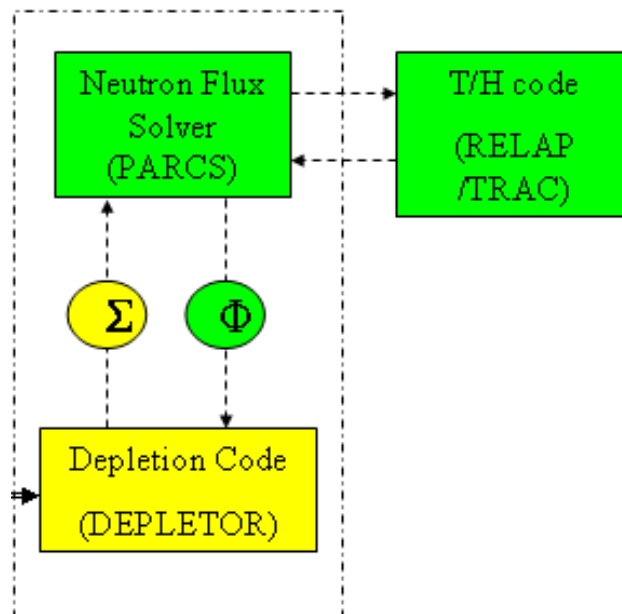 Neutron Flux
Solver
(PARCS)
T/H code
(RELAP
/TRAC)
Σ
Φ
Depletion Code
(DEPLETOR)